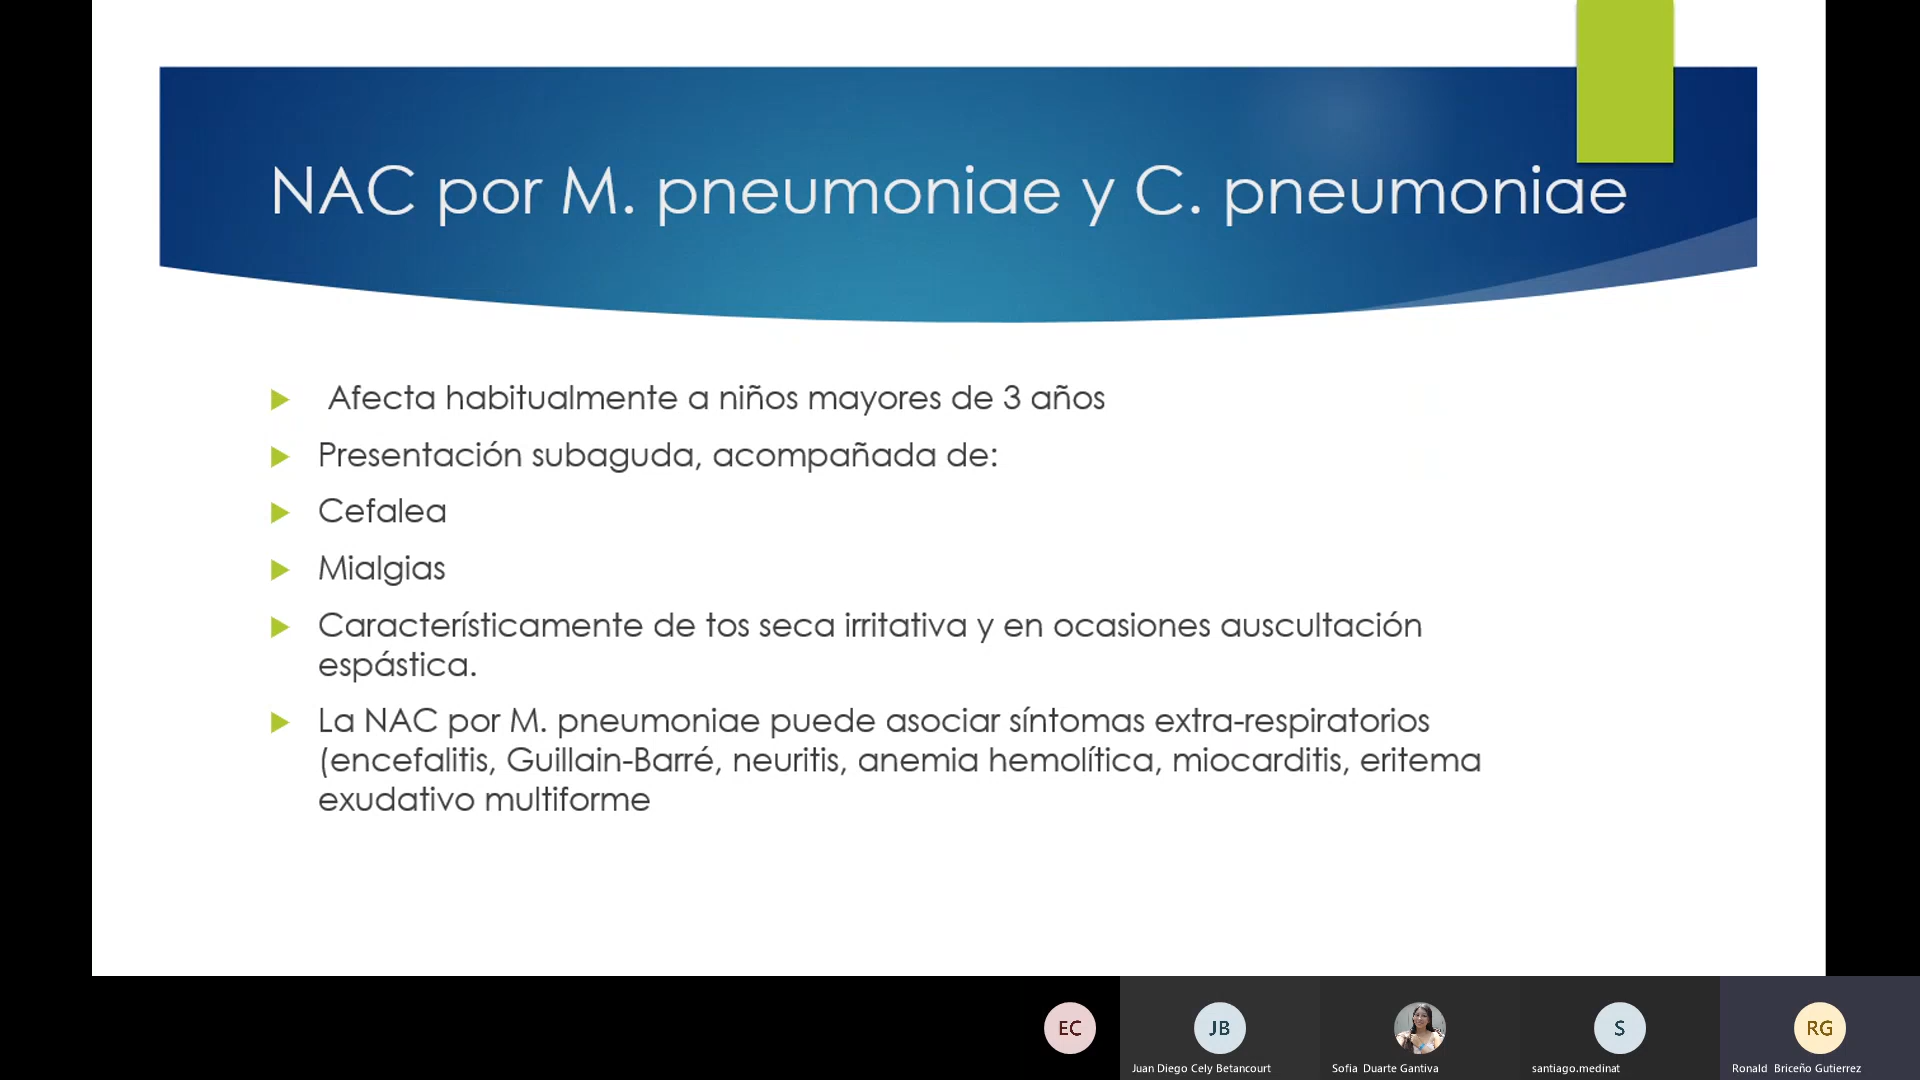 NAC por M. pneumoniae y C. pneumoniae
Afecta habitualmente a niños mayores de 3 años
Presentación subaguda, acompañada de:
Cefalea
Mialgias
Característicamente de tos seca irritativa y en ocasiones auscultación
espástica.
La NAC por M. pneumoniae puede asociar síntomas extra-respiratorios
(encefalitis, Guillain-Barré, neuritis, anemia hemolítica, miocarditis, eritema
exudativo multiforme
EC
JB
S
RG
Juan Diego Cely Betancourt
Sofia Duarte Gantiva
santiago.medinat
Ronald Briceño Gutierrez